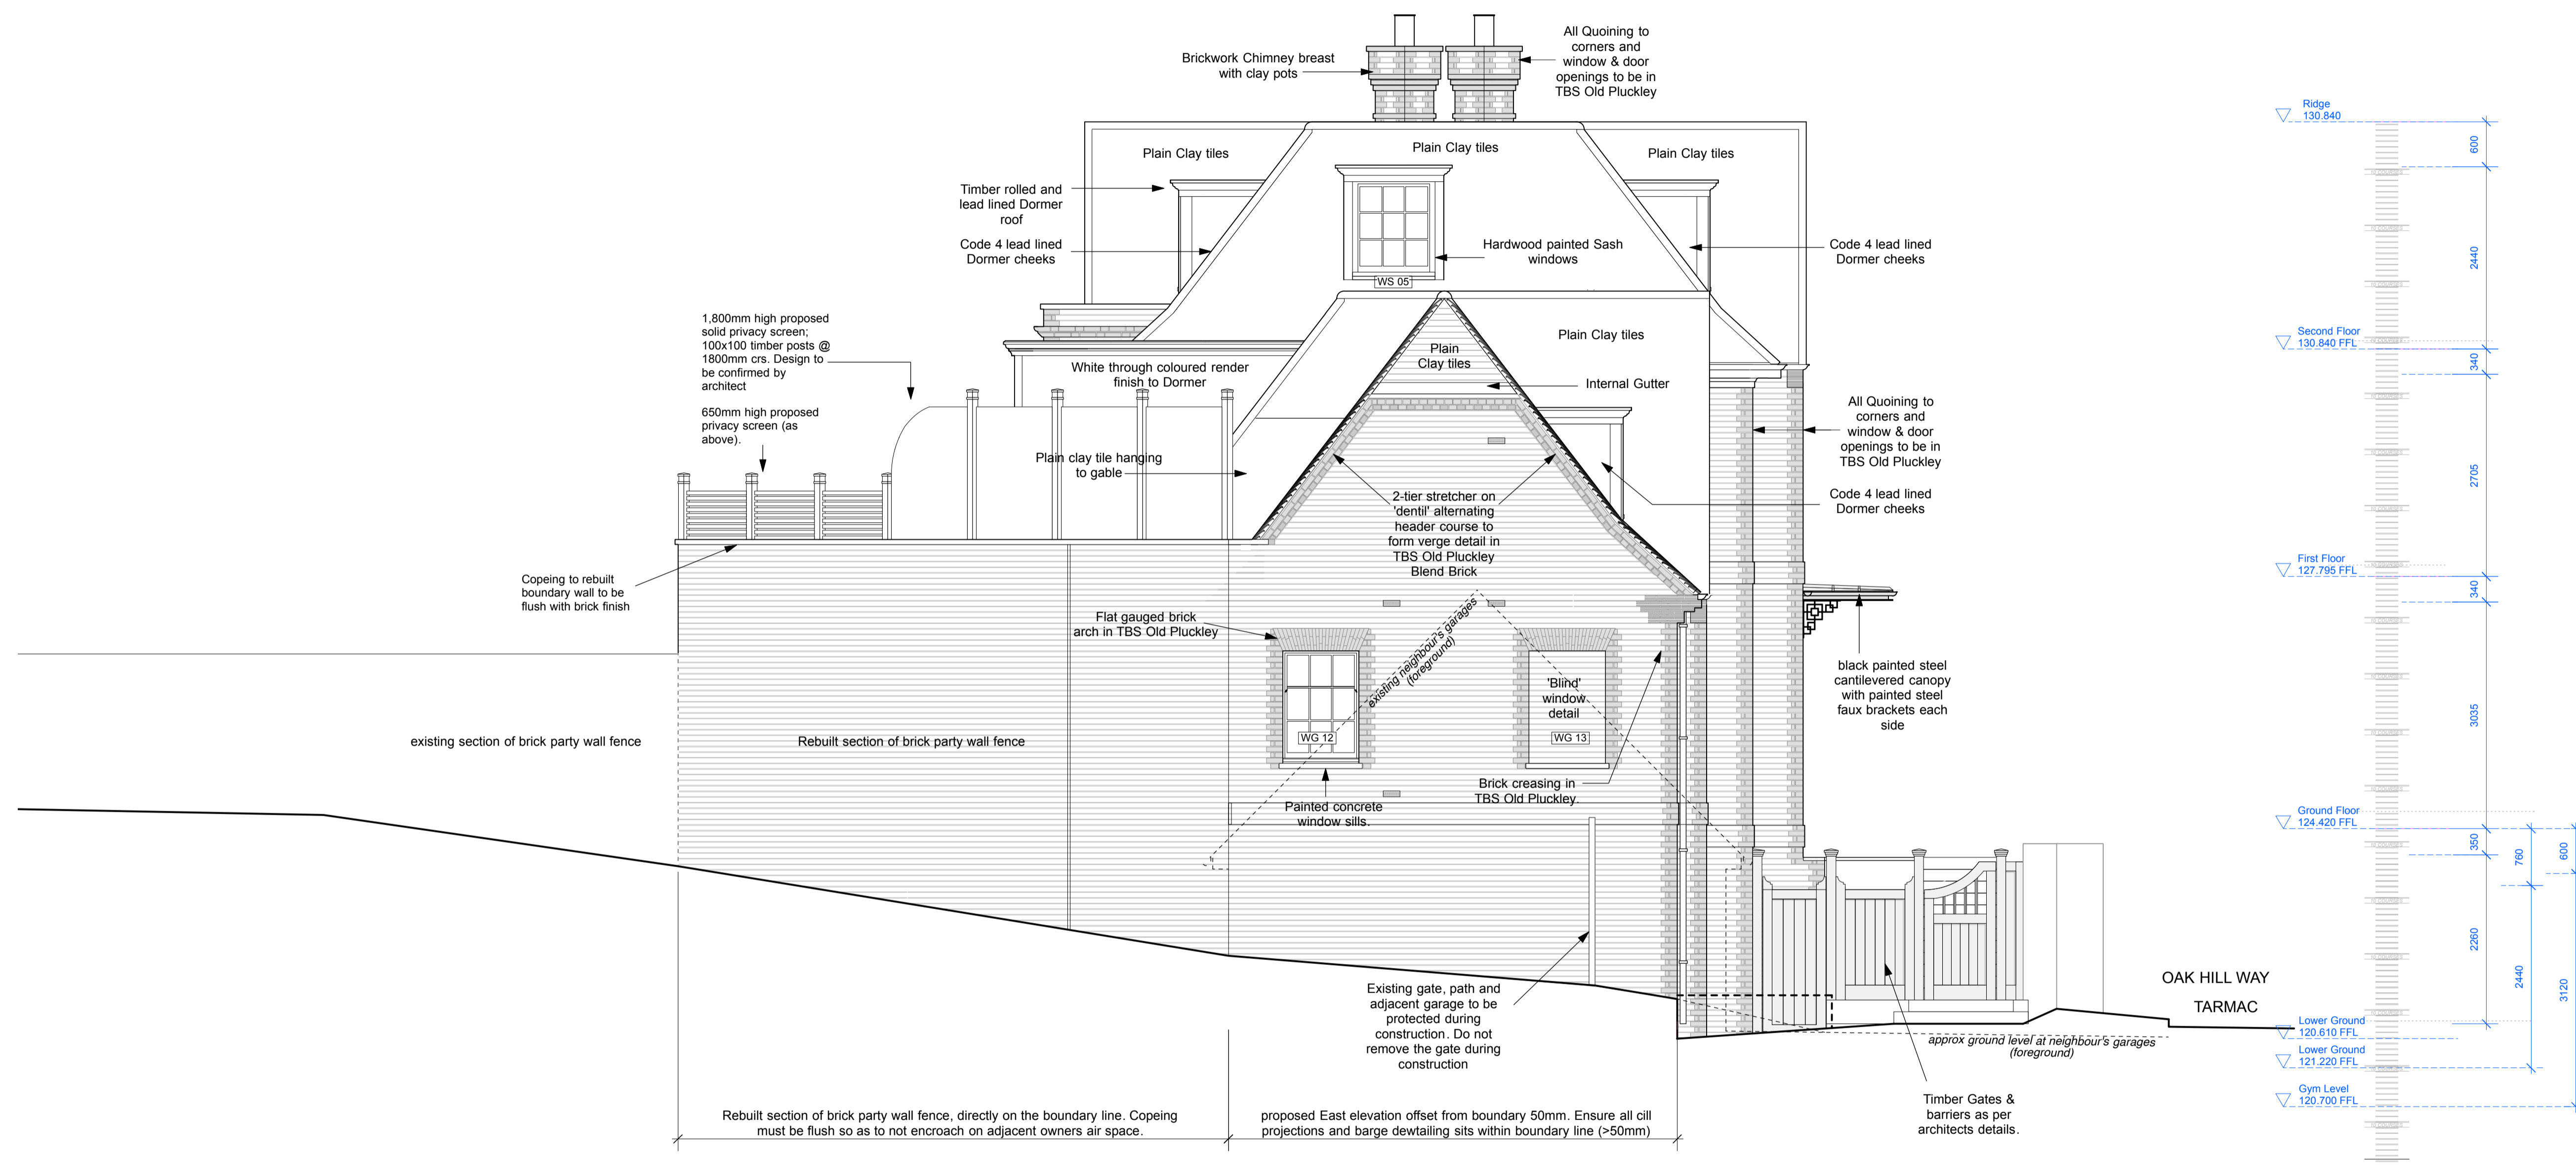 Brickwork Chimney breast
with clay pots
All Quoining to
corners and
window & door
openings to be in
TBS Old Pluckley
Plain Clay tiles
Plain Clay tiles
Plain Clay tiles
Timber rolled and
lead lined Dormer
roof
Code 4 lead lined
Dormer cheeks
Hardwood painted Sash
windows
WS 05
Code 4 lead lined
Dormer cheeks
1,800mm high proposed
solid privacy screen;
100x100 timber posts @
1800mm crs. Design to
be confirmed by
architect
650mm high proposed
privacy screen (as
above).
White through coloured render
finish to Dormer
Plain
Clay tiles
Plain Clay tiles
Internal Gutter
All Quoining to
corners and
window & door
openings to be in
TBS Old Pluckley
Plain clay tile hanging
to gable
2-tier stretcher on
'dentil' alternating
header course to
form verge detail in
TBS Old Pluckley
Blend Brick
Code 4 lead lined
Dormer cheeks
Copeing to rebuilt
boundary wall to be
flush with brick finish
Flat gauged brick
arch in TBS Old Pluckley
existing neighbour's garages
(foreground)
'Blind'
window
detail
WG 12
WG 13
black painted steel
cantilevered canopy
with painted steel
faux brackets each
side
existing section of brick party wall fence
Rebuilt section of brick party wall fence
Painted concrete
window sills.
Brick creasing in
TBS Old Pluckley.
Existing gate, path and
adjacent garage to be
protected during
construction. Do not
remove the gate during
construction
OAK HILL WAY
TARMAC
approx ground level at neighbour's garages
(foreground)
Timber Gates &
barriers as per
architects details.
Rebuilt section of brick party wall fence, directly on the boundary line. Copeing
must be flush so as to not encroach on adjacent owners air space.
proposed East elevation offset from boundary 50mm. Ensure all cill
projections and barge dewtailing sits within boundary line (>50mm)
Ridge
130.840
Second Floor
130.840 FFL
First Floor
127.795 FFL
Ground Floor
124.420 FFL
Lower Ground
120.610 FFL
Lower Ground
121.220 FFL
Gym Level
120.700 FFL
600
2440
340
2705
340
3035
350
2260
760
2440
600
3120